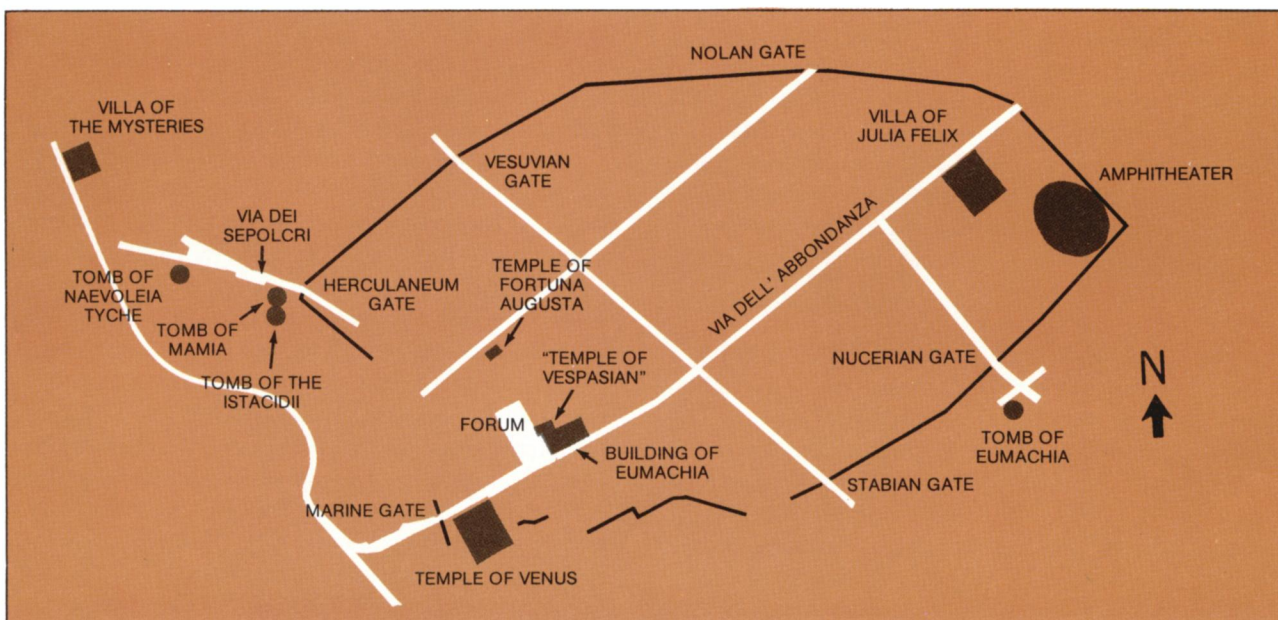 NOLAN GATE
VILLA OF
THE MYSTERIES
VILLA OF
JULIA FELIX
VESUVIAN
GATE
AMPHITHEATER
VIA DEI
SEPOLCRI
VIA DELL' ABBONDANZA
TOMB OF
NAEVOLEIA
TYCHE
HERCULANEUM
GATE
TEMPLE OF
FORTUNA
AUGUSTA
TOMB OF
MAMIA
TOMB OF THE
ISTACIDII
"TEMPLE OF
VESPASIAN"
NUCERIAN GATE
N
FORUM
BUILDING OF
EUMACHIA
TOMB OF
EUMACHIA
STABIAN GATE
MARINE GATE
TEMPLE OF VENUS